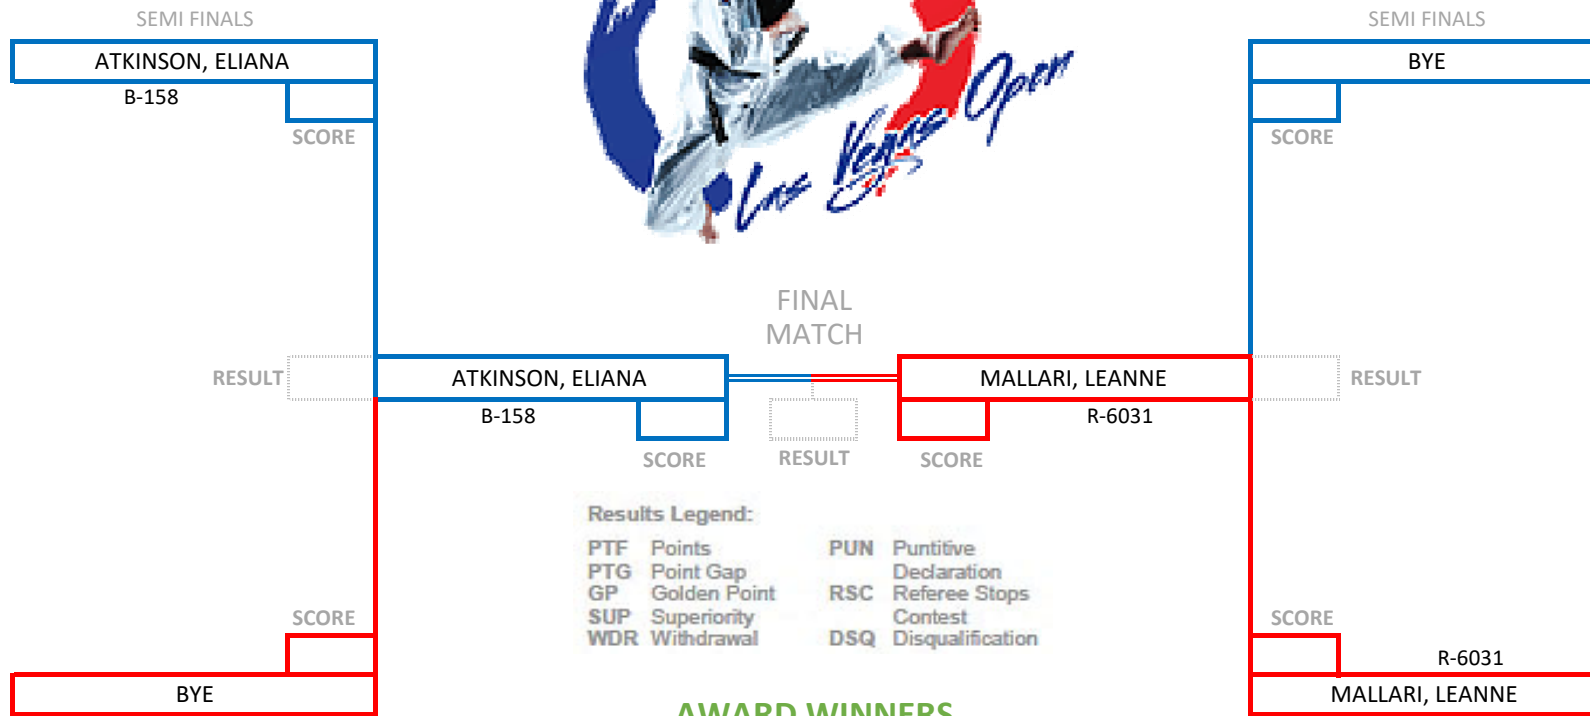 SEMI FINALS
SEMI FINALS
ATKINSON, ELIANA
BYE
B-158
SCORE
SCORE
Las Vegas Open
FINAL
MATCH
RESULT
ATKINSON, ELIANA
MALLARI, LEANNE
RESULT
B-158
R-6031
SCORE
RESULT
SCORE
Results Legend:
PTF Points
PTG Point Gap
GP Golden Point
SUP Superiority
WDR Withdrawal
PUN Puntitive
Declaration
RSC Referee Stops
Contest
DSQ Disqualification
SCORE
SCORE
R-6031
BYE
MALLARI, LEANNE
AWARD WINNERS